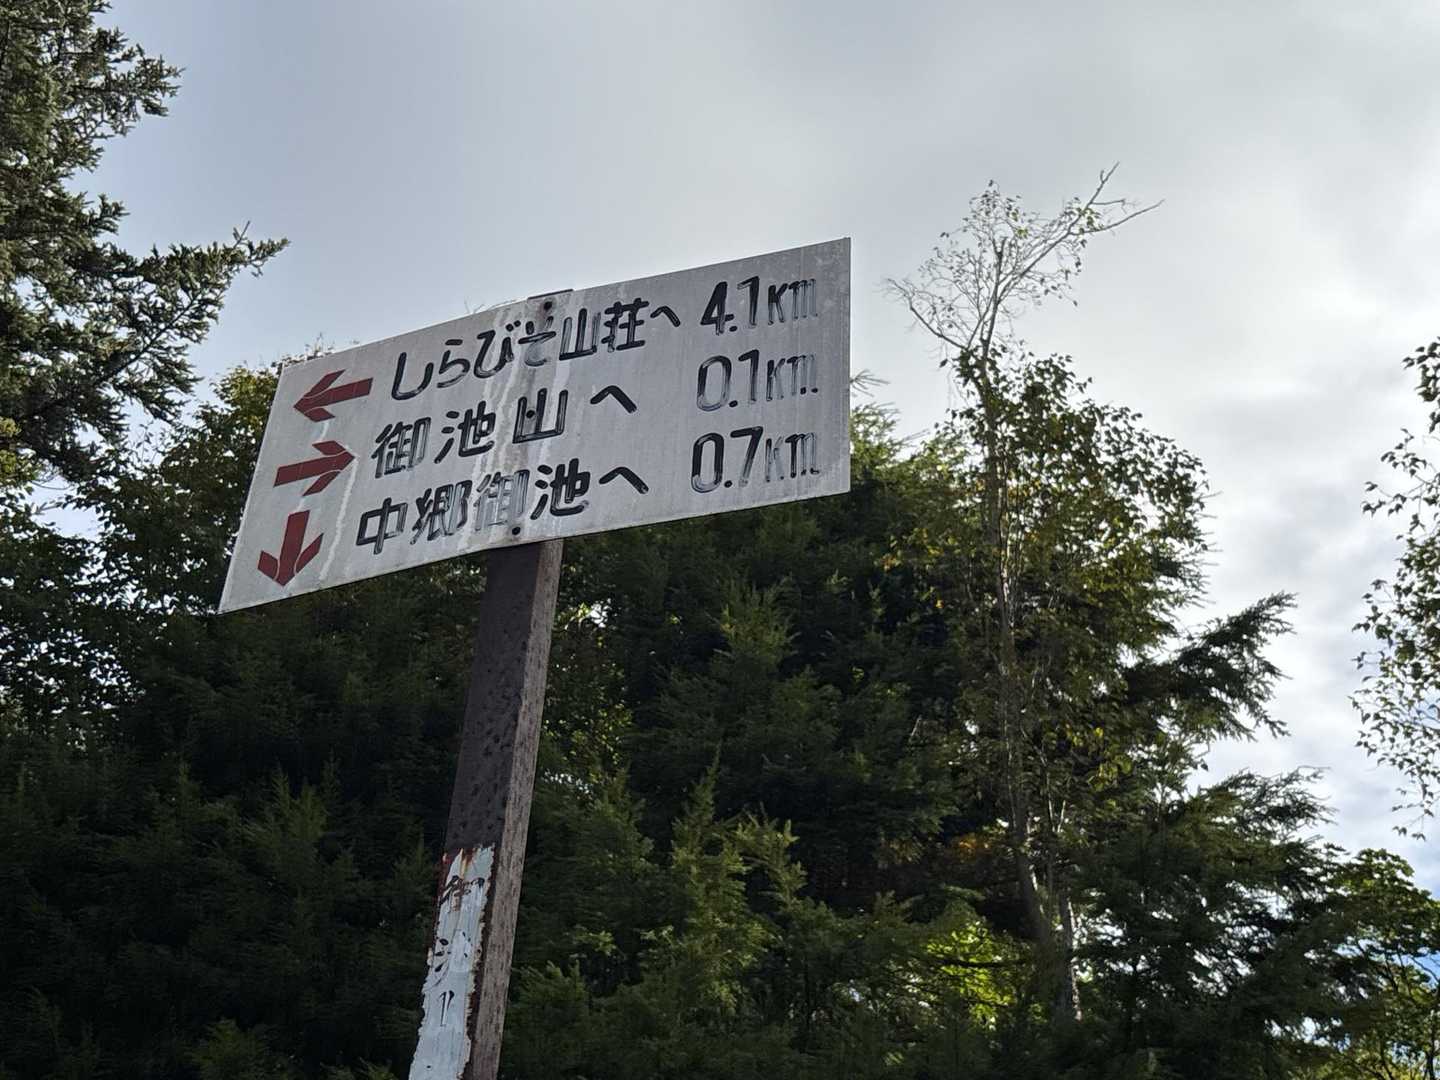 ← しらびそ山荘へ 4.1km
→ 御池山へ 0.1km
↓ 中郷御池へ 0.7km
御